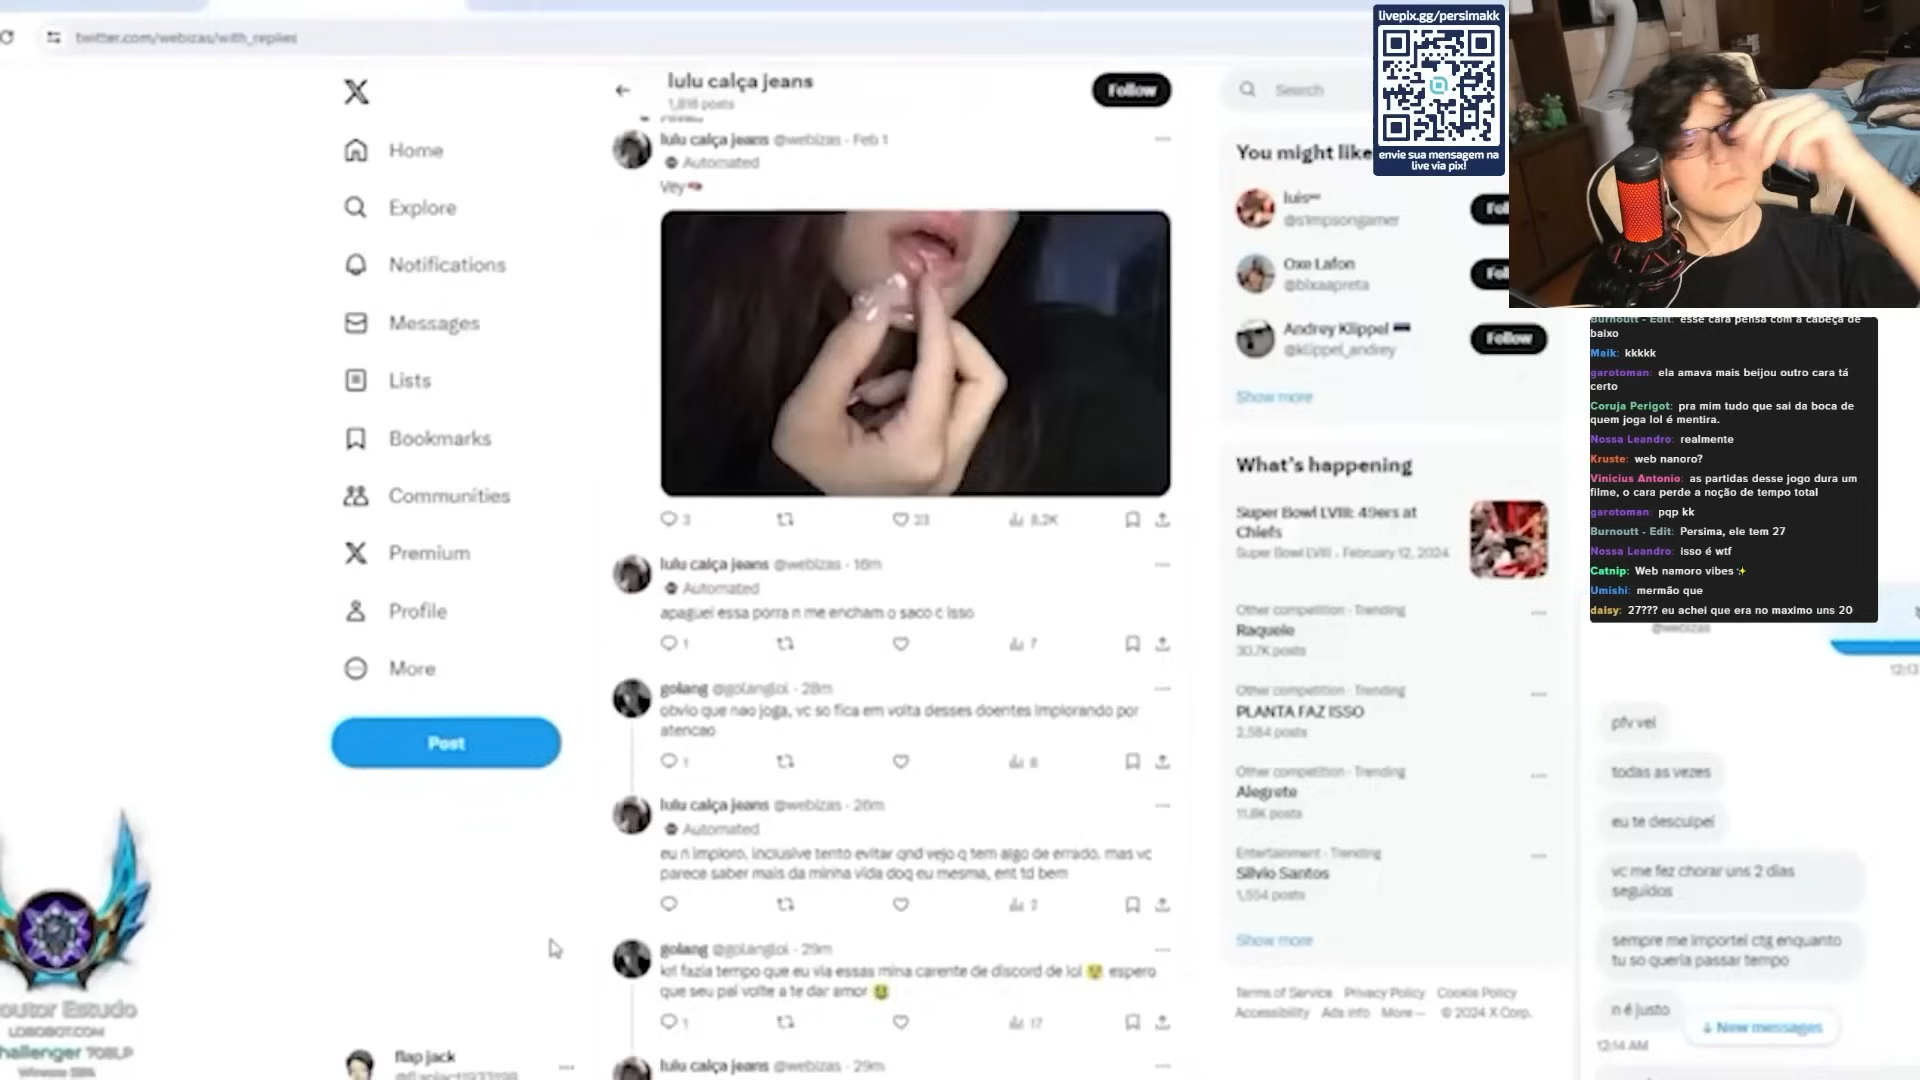 twitter.com/webizas/with_replies
lulu calça jeans
1,816 posts
Follow
Search
Home
Explore
Notifications
Messages
Lists
Bookmarks
Communities
Premium
Profile
More
Post
flap jack
lulu calça jeans @webizas · Feb 1
Automated
Vey
3
33
8.2K
lulu calça jeans @webizas · 16m
Automated
apaguei essa porra n me encham o saco c isso
1
7
golang @golanglol · 28m
obvio que nao joga, vc so fica em volta desses doentes implorando por
atencao
1
8
lulu calça jeans @webizas · 26m
Automated
eu n imploro, inclusive tento evitar qnd vejo q tem algo de errado. mas vc
parece saber mais da minha vida doq eu mesma, ent td bem
golang @golanglol · 29m
krl fazia tempo que eu via essas mina carente de discord de lol espero
que seu pai volte a te dar amor
1
17
lulu calça jeans @webizas · 29m
You might like
luis
@s1mpsongamer
Oxe Lafon
@bixaapreta
Andrey Klippel
@klippel_andrey
Follow
Show more
What's happening
Super Bowl LVIII: 49ers at
Chiefs
Super Bowl LVIII · February 12, 2024
Other competition · Trending
Raquele
30.7K posts
Other competition · Trending
PLANTA FAZ ISSO
2,584 posts
Other competition · Trending
Alegrete
11.8K posts
Entertainment · Trending
Silvio Santos
1,554 posts
Show more
Terms of Service Privacy Policy Cookie Policy
Accessibility Ads info More © 2024 X Corp.
livepix.gg/persimakk
envie sua mensagem na
live via pix!
Burnoutt - Edit: esse cara pensa com a cabeça de
baixo
Maik: kkkkk
garotoman: ela amava mais beijou outro cara tá
certo
Coruja Perigot: pra mim tudo que sai da boca de
quem joga lol é mentira.
Nossa Leandro: realmente
Kruste: web nanoro?
Vinicius Antonio: as partidas desse jogo dura um
filme, o cara perde a noção de tempo total
garotoman: pqp kk
Burnoutt - Edit: Persima, ele tem 27
Nossa Leandro: isso é wtf
Catnip: Web namoro vibes
Umishi: mermão que
daisy: 27??? eu achei que era no maximo uns 20
@webizas
12:13
pfv vei
todas as vezes
eu te desculpei
vc me fez chorar uns 2 dias
seguidos
sempre me importei ctg enquanto
tu so queria passar tempo
n é justo
New messages
12:14 AM
outor Estudo
LOLBOBOT.COM
hallenger 708LP